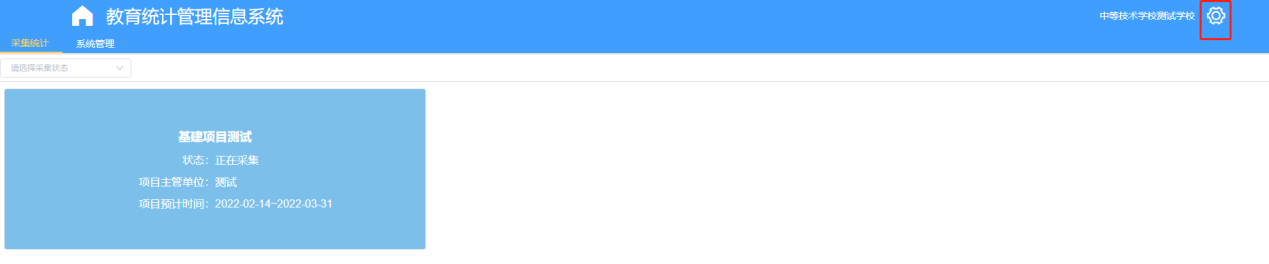 教育统计管理信息系统
中等技术学校测试学校
采集统计 系统管理
请选择采集状态
基建项目测试
状态：正在采集
项目主管单位：测试
项目预计时间：2022-02-14~2022-03-31